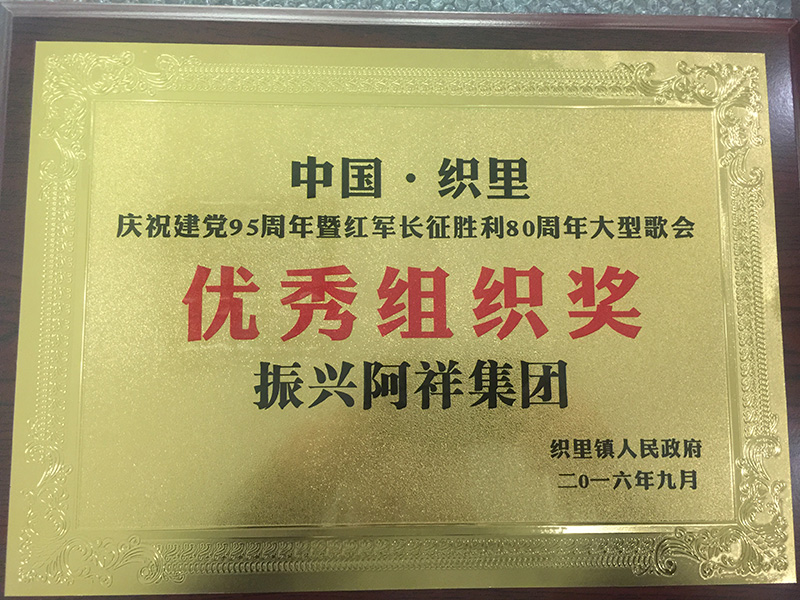 中国·织里
庆祝建党95周年暨红军长征胜利80周年大型歌会
优秀组织奖
振兴阿祥集团
织里镇人民政府
二0一六年九月